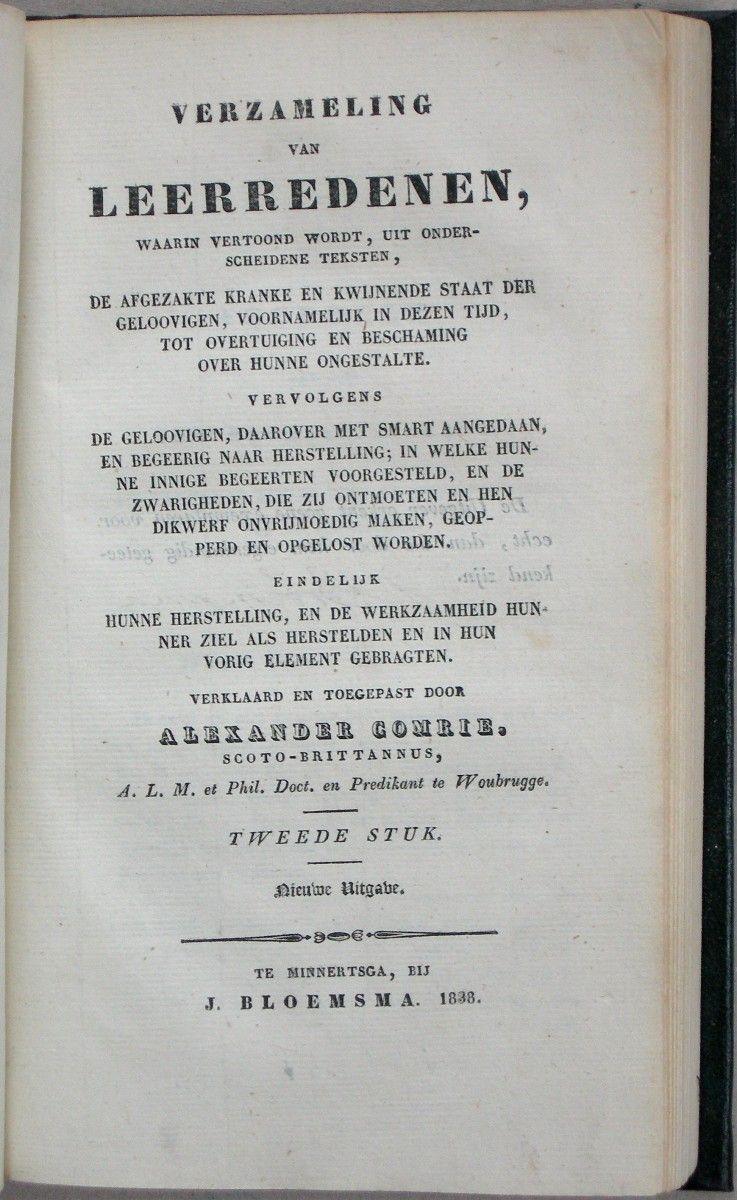 VERZAMELING
VAN
LEERREDENEN,
WAARIN VERTOOND WORDT, UIT ONDER-
SCHEIDENE TEKSTEN,
DE AFGEZAKTE KRANKE EN KWIJNENDE STAAT DER
GELOOVIGEN, VOORNAMELIJK IN DEZEN TIJD,
TOT OVERTUIGING EN BESCHAMING
OVER HUNNE ONGESTALTE.
VERVOLGENS
DE GELOOVIGEN, DAAROVER MET SMART AANGEDAAN,
EN BEGEERIG NAAR HERSTELLING; IN WELKE HUN-
NE INNIGE BEGEERTEN VOORGESTELD, EN DE
ZWARIGHEDEN, DIE ZIJ ONTMOETEN EN HEN
DIKWERF ONVRIJMOEDIG MAKEN, GEOP-
PERD EN OPGELOST WORDEN.
EINDELIJK
HUNNE HERSTELLING, EN DE WERKZAAMHEID HUN-
NER ZIEL ALS HERSTELDEN EN IN HUN
VORIG ELEMENT GEBRAGTEN.
VERKLAARD EN TOEGEPAST DOOR
ALEXANDER COMRIE,
SCOTO-BRITTANNUS,
A. L. M. et Phil. Doct. en Predikant te Woubrugge.
TWEEDE STUK.
Nieuwe Uitgave.
TE MINNERTSGA, BIJ
J. BLOEMSMA. 1838.